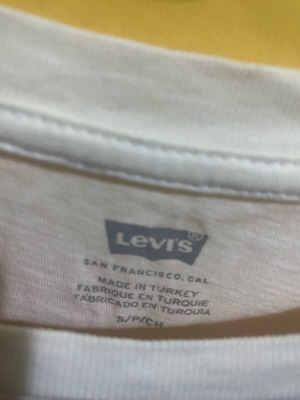 Levi's ®
SAN FRANCISCO, CAL.
MADE IN TURKEY
FABRIQUE EN TURQUIE
FABRICADO EN TURQUIA
S/P/CH